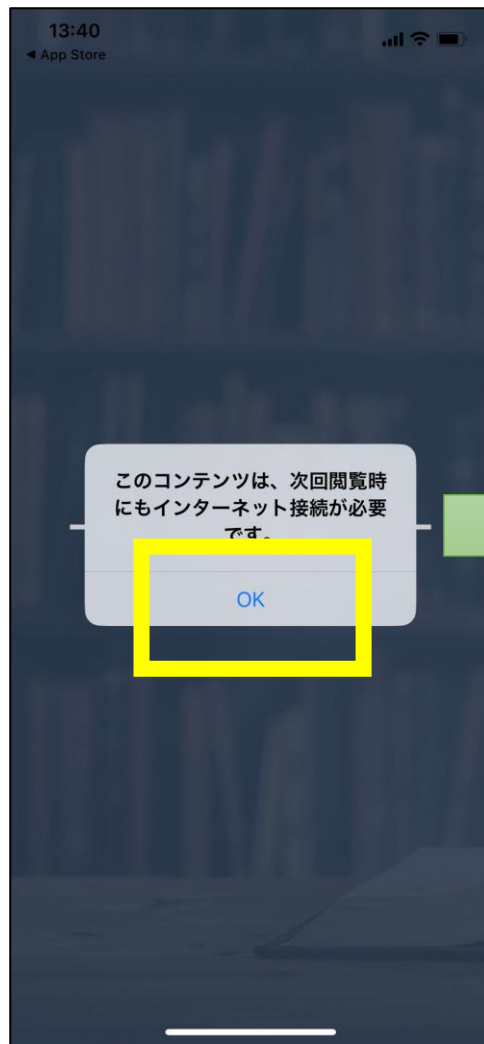 13:40
◀ App Store
このコンテンツは、次回閲覧時
にもインターネット接続が必要
です。
OK